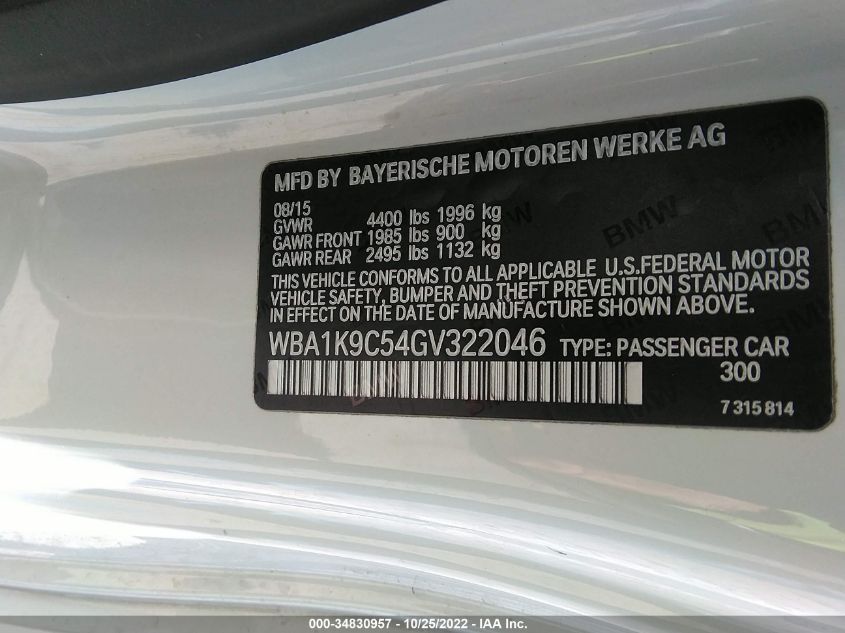 MFD BY BAYERISCHE MOTOREN WERKE AG
08/15
GVWR 4400 lbs 1996 kg
GAWR FRONT 1985 lbs 900 kg
GAWR REAR 2495 lbs 1132 kg
THIS VEHICLE CONFORMS TO ALL APPLICABLE U.S.FEDERAL MOTOR
VEHICLE SAFETY, BUMPER AND THEFT PREVENTION STANDARDS
IN EFFECT ON THE DATE OF MANUFACTURE SHOWN ABOVE.
WBA1K9C54GV322046 TYPE: PASSENGER CAR
300
7 315 814
BMW
BMW
BMW
000-34830957 - 10/25/2022 - IAA Inc.